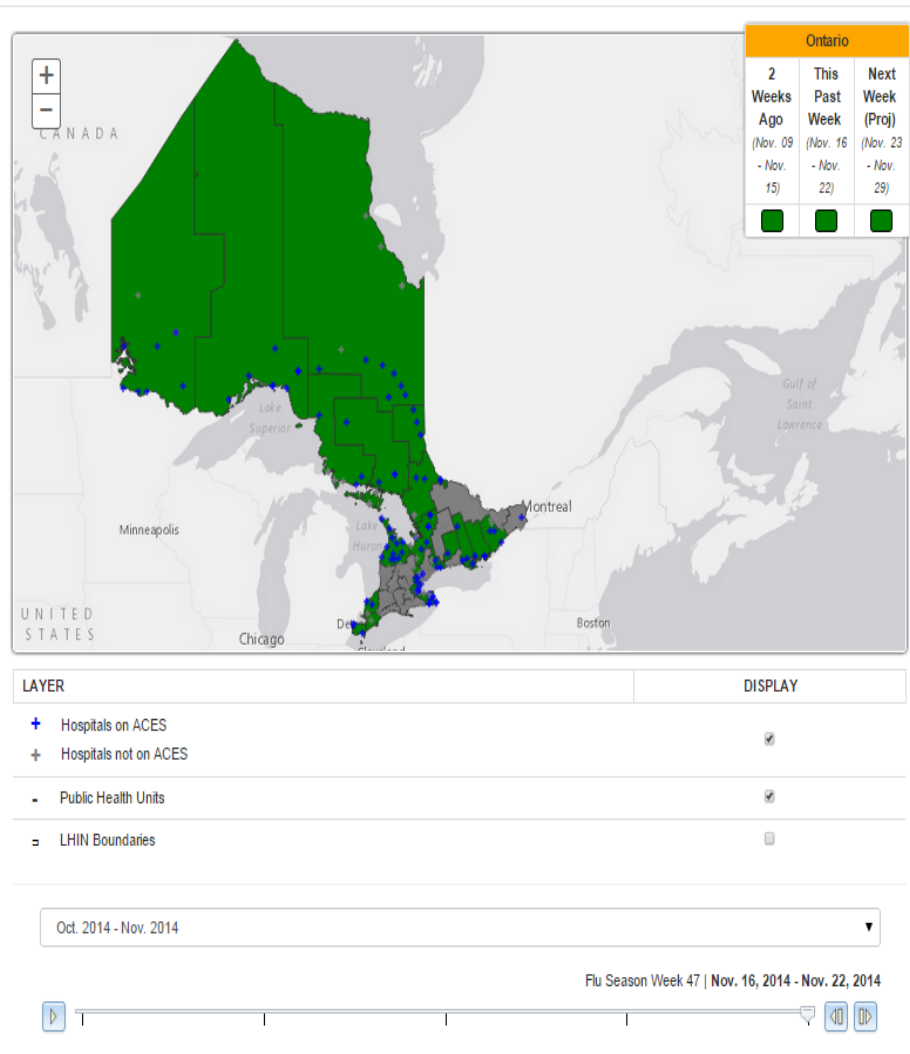 Ontario
2 Weeks Ago (Nov. 09 - Nov. 15)
This Past Week (Nov. 16 - Nov. 22)
Next Week (Proj) (Nov. 23 - Nov. 29)
+
−
CANADA
Gulf of
Saint
Lawrence
Lake
Superior
Montreal
Minneapolis
Lake
Huron
UNITED
STATES
Boston
Chicago
LAYER DISPLAY
Hospitals on ACES
Hospitals not on ACES
Public Health Units
LHIN Boundaries
Oct. 2014 - Nov. 2014
Flu Season Week 47 | Nov. 16, 2014 - Nov. 22, 2014